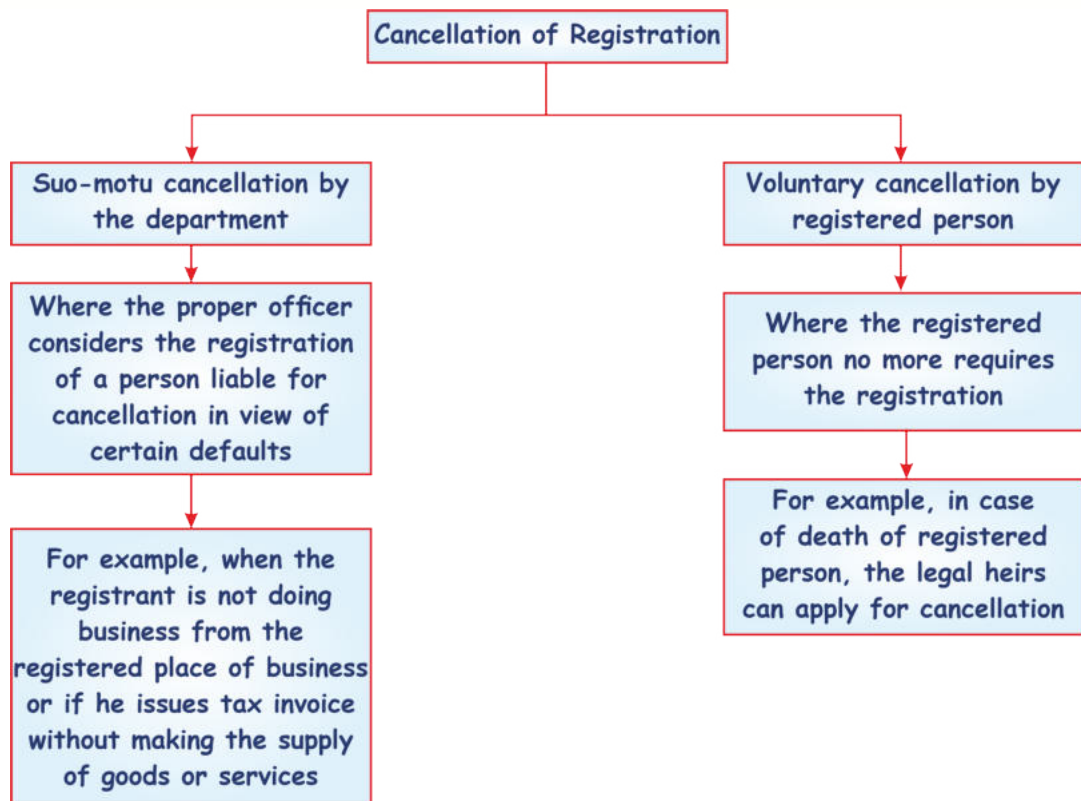 Cancellation of Registration
Suo-motu cancellation by
the department
Where the proper officer
considers the registration
of a person liable for
cancellation in view of
certain defaults
For example, when the
registrant is not doing
business from the
registered place of business
or if he issues tax invoice
without making the supply
of goods or services
Voluntary cancellation by
registered person
Where the registered
person no more requires
the registration
For example, in case
of death of registered
person, the legal heirs
can apply for cancellation